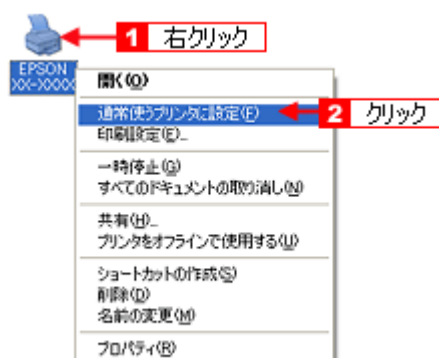 1 右クリック
EPSON
XX-XXXX
開く(O)
通常使うプリンタに設定(F)
2 クリック
印刷設定(E)...
一時停止(G)
すべてのドキュメントの取り消し(N)
共有(H)...
プリンタをオフラインで使用する(U)
ショートカットの作成(S)
削除(D)
名前の変更(M)
プロパティ(R)